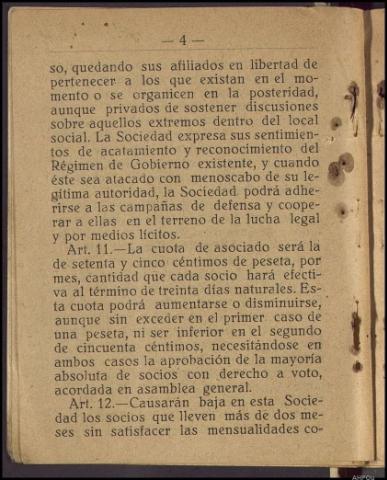 — 4 —
so, quedando sus afiliados en libertad de
pertenecer a los que existan en el mo-
mento o se organicen en la posteridad,
aunque privados de sostener discusiones
sobre aquellos extremos dentro del local
social. La Sociedad expresa sus sentimien-
tos de acatamiento y reconocimiento del
Régimen de Gobierno existente, y cuando
éste sea atacado con menoscabo de su le-
gítima autoridad, la Sociedad podrá adhe-
rirse a las campañas de defensa y coope-
rar a ellas en el terreno de la lucha legal
y por medios lícitos.
Art. 11.—La cuota de asociado será la
de setenta y cinco céntimos de peseta, por
mes, cantidad que cada socio hará efecti-
va al término de treinta días naturales. Es-
ta cuota podrá aumentarse o disminuirse,
aunque sin exceder en el primer caso de
una peseta, ni ser inferior en el segundo
de cincuenta céntimos, necesitándose en
ambos casos la aprobación de la mayoría
absoluta de socios con derecho a voto,
acordada en asamblea general.
Art. 12.—Causarán baja en esta Socie-
dad los socios que lleven más de dos me-
ses sin satisfacer las mensualidades co-